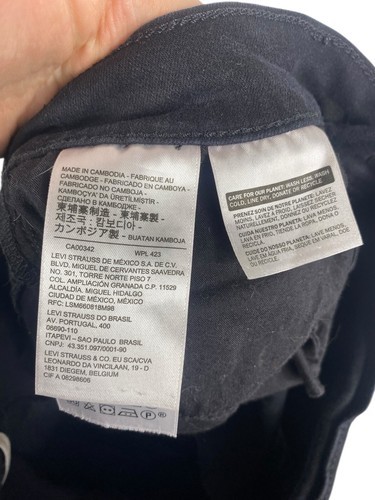 MADE IN CAMBODIA - FABRIQUE AU
CAMBODGE - FABRICADO EN CAMBOYA -
FABRICADO NO CAMBOJA -
KAMBOÇYA' DA ÜRETİLMİŞTİR -
СДЕЛАНО В КАМБОДЖЕ -
柬埔寨制造 - 柬埔寨製造 -
제조국 : 캄보디아 -
カンボジア製 - BUATAN KAMBOJA
CA00342 WPL 423
LEVI STRAUSS DE MÉXICO S.A. DE C.V.
BLVD. MIGUEL DE CERVANTES SAAVEDRA
NO. 301, TORRE NORTE PISO 7
COL. AMPLIACIÓN GRANADA C.P. 11529
ALCALDÍA. MIGUEL HIDALGO
CIUDAD DE MÉXICO, MÉXICO
RFC: LSM66081BM98
LEVI STRAUSS DO BRASIL
AV. PORTUGAL, 400
06690-110
ITAPEVI – SAO PAULO BRASIL
CNPJ: 43.351.097/0001-90
LEVI STRAUSS & CO. EU SCA/CVA
LEONARDO DA VINCILAAN, 19 - D
1831 DIEGEM, BELGIUM
CIF A 08298606
CARE FOR OUR PLANET: WASH LESS, WASH
COLD, LINE DRY, DONATE OR RECYCLE.
PRENEZ SOIN DE NOTRE PLANÈTE: LAVEZ
MOINS, LAVEZ À FROID, SÉCHEZ
NATURELLEMENT, DONNEZ OU RECYCLEZ.
CUIDA NUESTRO PLANETA: LAVA MENOS,
LAVA EN FRÍO, TIENDE AL AIRE, DONA O
RECICLA.
CUIDE DO NOSSO PLANETA: LAVE MENOS,
LAVE EM ÁGUA FRIA, SEQUE EM VARAL, DOE